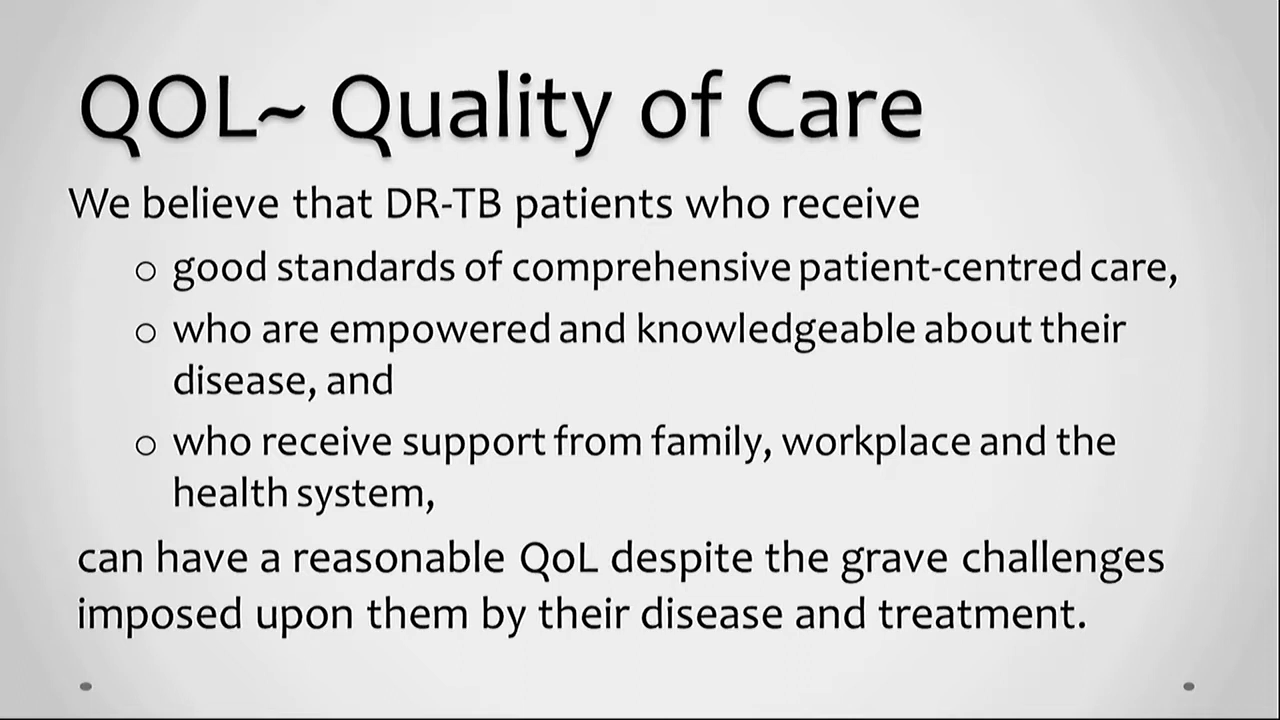 QOL~ Quality of Care
We believe that DR-TB patients who receive
o good standards of comprehensive patient-centred care,
o who are empowered and knowledgeable about their
disease, and
o who receive support from family, workplace and the
health system,
can have a reasonable QoL despite the grave challenges
imposed upon them by their disease and treatment.